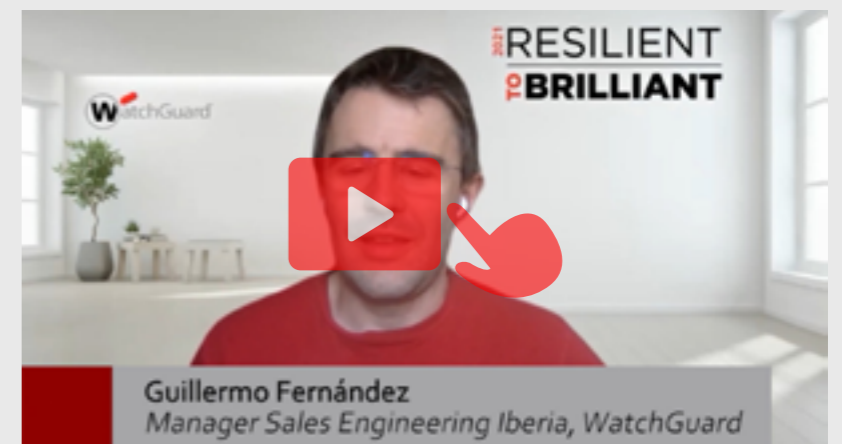 2021 RESILIENT
TO BRILLIANT
WatchGuard
Guillermo Fernández
Manager Sales Engineering Iberia, WatchGuard